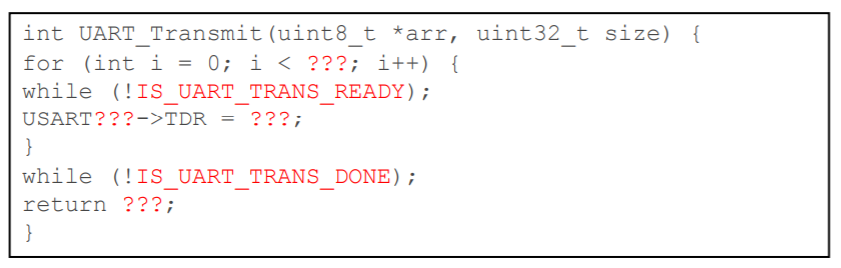 int UART_Transmit(uint8_t *arr, uint32_t size) {
for (int i = 0; i < ???; i++) {
while (!IS_UART_TRANS_READY);
USART???->TDR = ???;
}
while (!IS_UART_TRANS_DONE);
return ???;
}